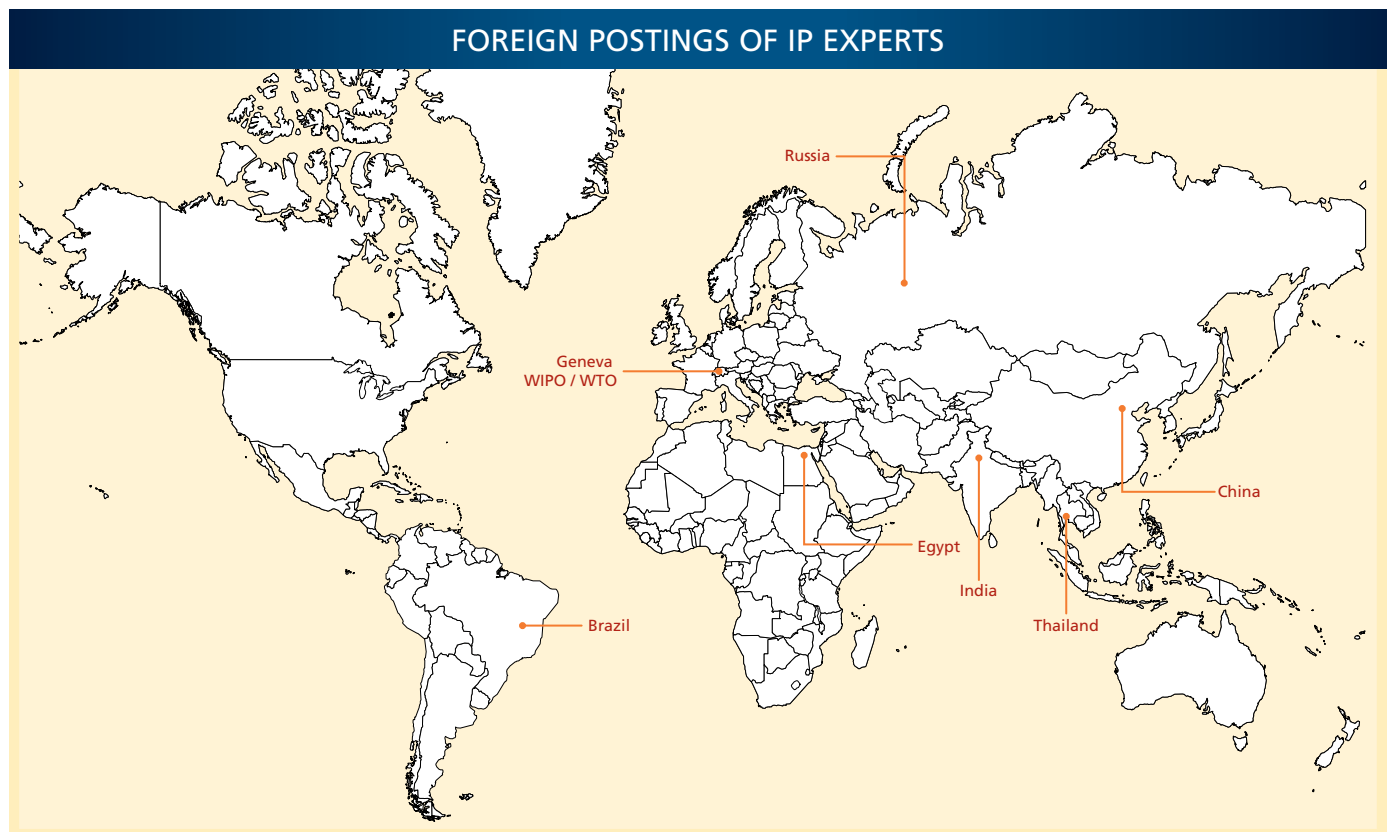 FOREIGN POSTINGS OF IP EXPERTS
Russia
Geneva
WIPO / WTO
China
Egypt
India
Brazil
Thailand